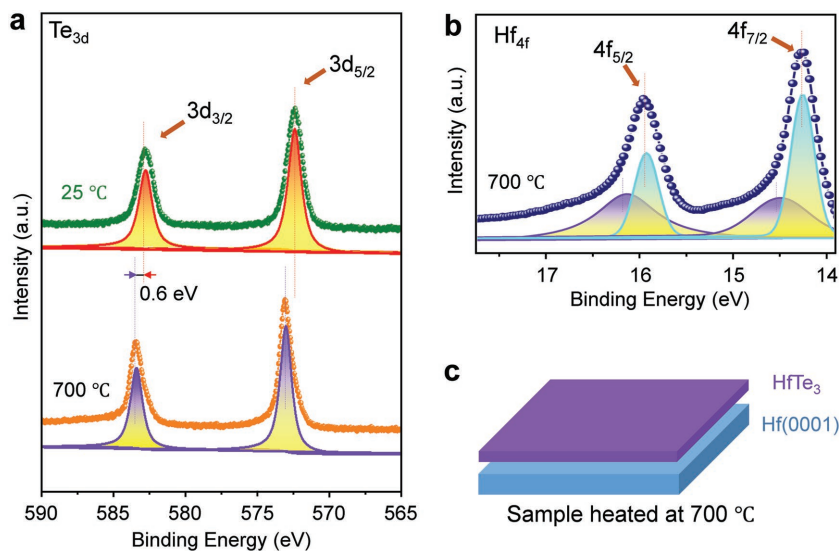 a
Te3d
3d3/2
3d5/2
25 ℃
0.6 eV
700 ℃
Intensity (a.u.)
590 585 580 575 570 565
Binding Energy (eV)
b
Hf4f
4f5/2
4f7/2
700 ℃
Intensity (a.u.)
17 16 15 14
Binding Energy (eV)
c
HfTe3
Hf(0001)
Sample heated at 700 ℃